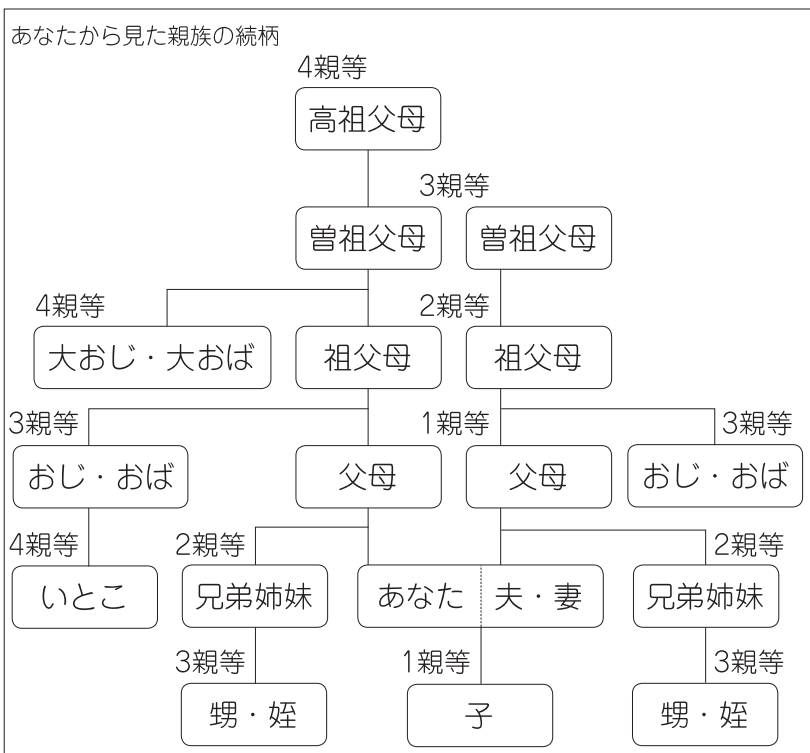 あなたから見た親族の続柄
4親等
高祖父母
3親等
曽祖父母 曽祖父母
4親等 2親等
大おじ・大おば 祖父母 祖父母
3親等 1親等 3親等
おじ・おば 父母 父母 おじ・おば
4親等 2親等 2親等
いとこ 兄弟姉妹 あなた 夫・妻 兄弟姉妹
3親等 1親等 3親等
甥・姪 子 甥・姪